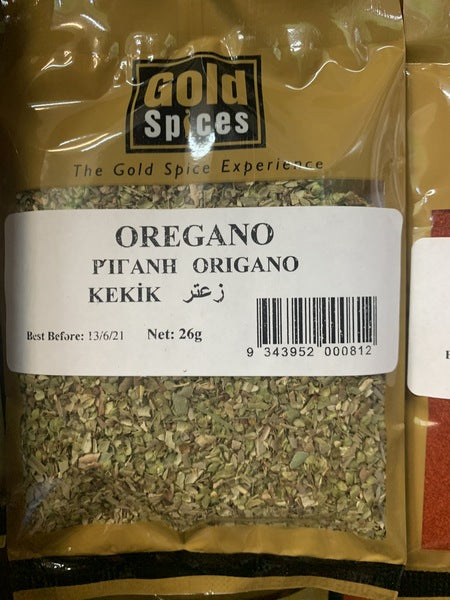 Gold
Spices
The Gold Spice Experience
OREGANO
ΡΊΓΑΝΗ ORIGANO
KEKİK زعتر
Best Before: 13/6/21 Net: 26g
9 343952 000812